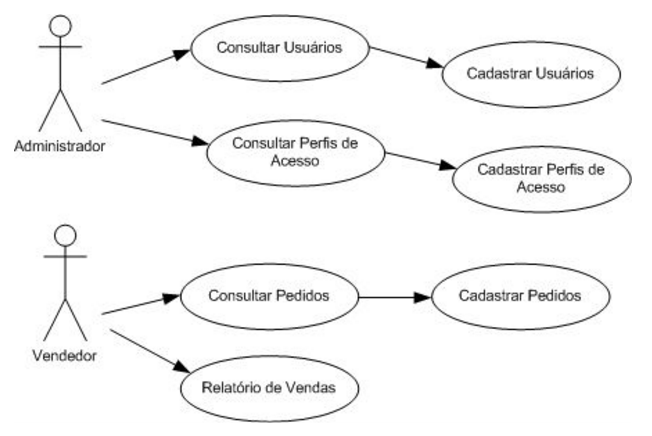 Consultar Usuários
Cadastrar Usuários
Administrador
Consultar Perfis de
Acesso
Cadastrar Perfis de
Acesso
Consultar Pedidos
Cadastrar Pedidos
Vendedor
Relatório de Vendas